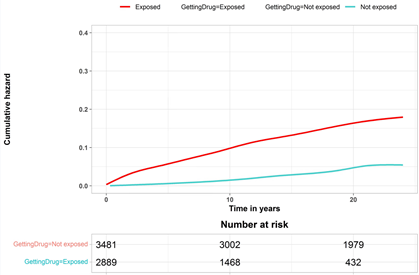 Exposed GettingDrug=Exposed GettingDrug=Not exposed Not exposed
Cumulative hazard
0.4
0.3
0.2
0.1
0.0
0 10 20
Time in years
Number at risk
GettingDrug=Not exposed 3481 3002 1979
GettingDrug=Exposed 2889 1468 432